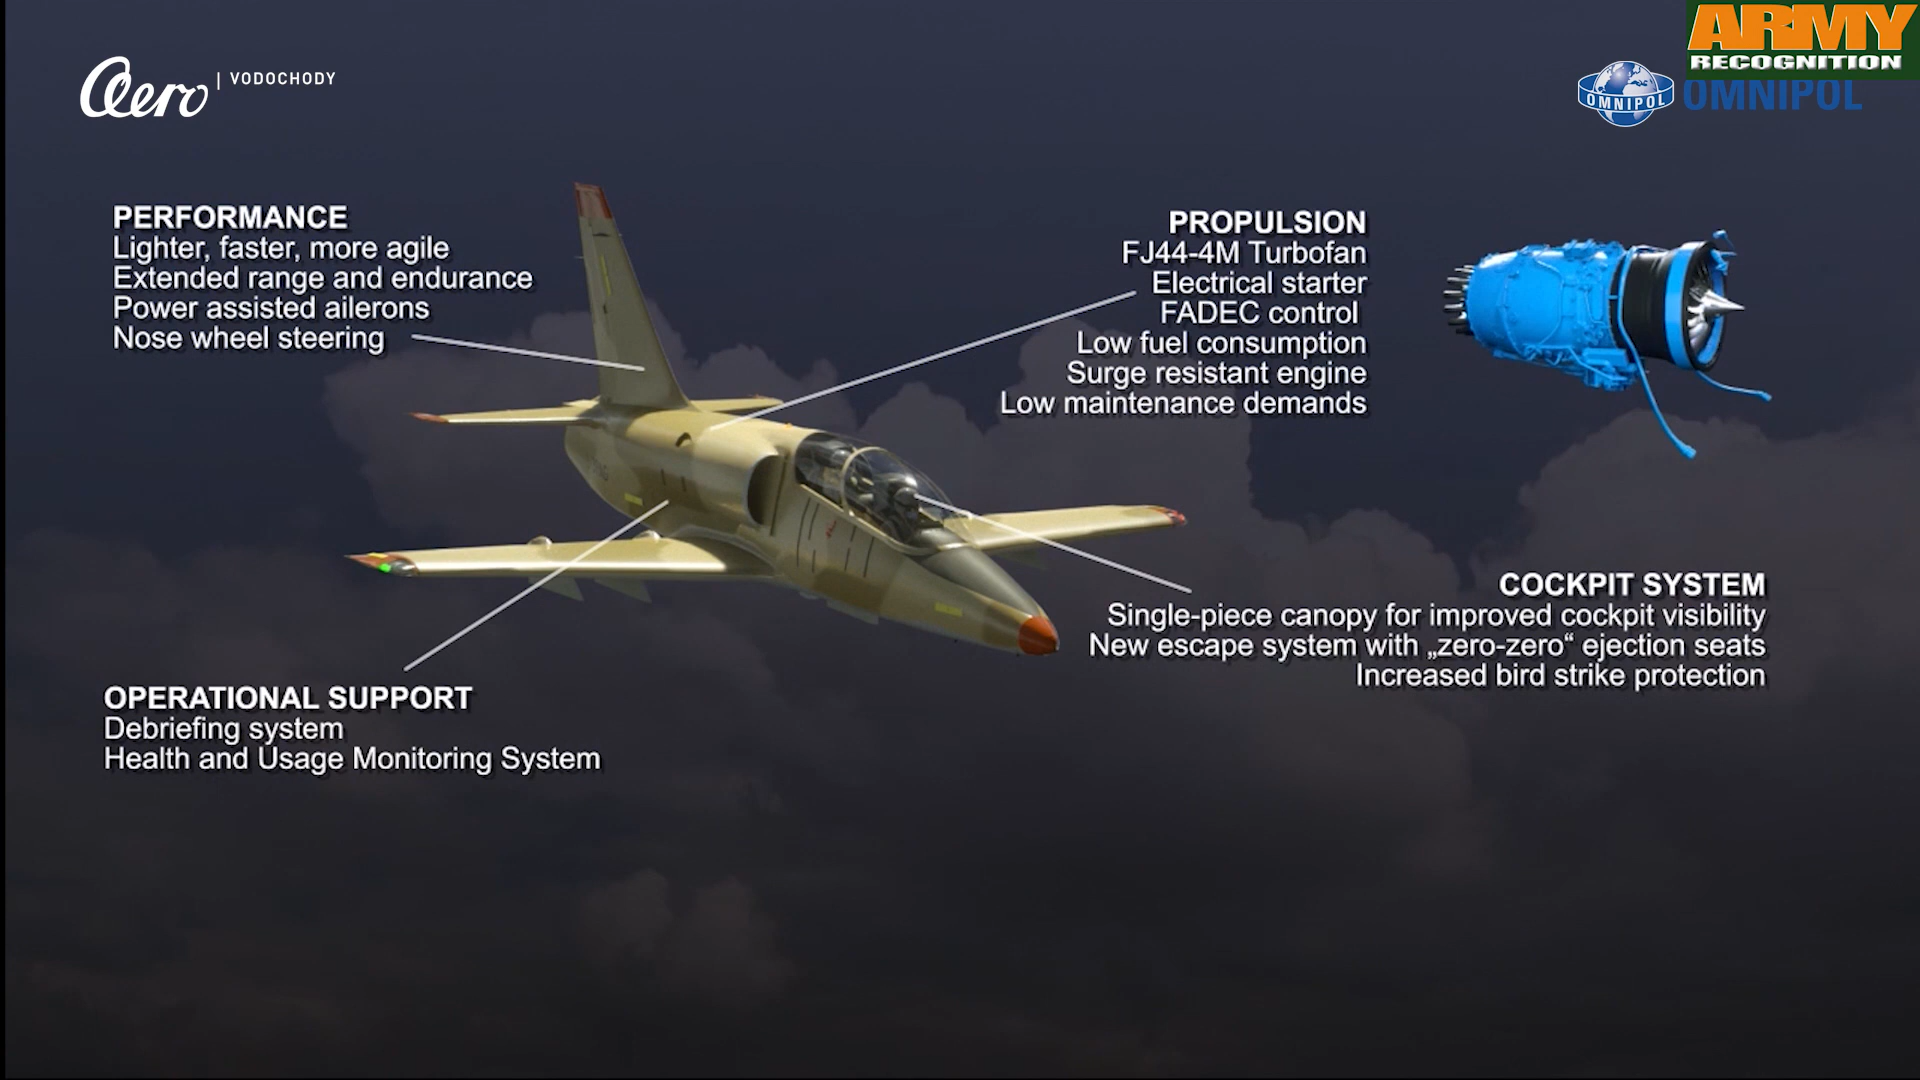 Aero | VODOCHODY
ARMY
RECOGNITION
OMNIPOL
OMNIPOL
PERFORMANCE
Lighter, faster, more agile
Extended range and endurance
Power assisted ailerons
Nose wheel steering
PROPULSION
FJ44-4M Turbofan
Electrical starter
FADEC control
Low fuel consumption
Surge resistant engine
Low maintenance demands
COCKPIT SYSTEM
Single-piece canopy for improved cockpit visibility
New escape system with „zero-zero“ ejection seats
Increased bird strike protection
OPERATIONAL SUPPORT
Debriefing system
Health and Usage Monitoring System